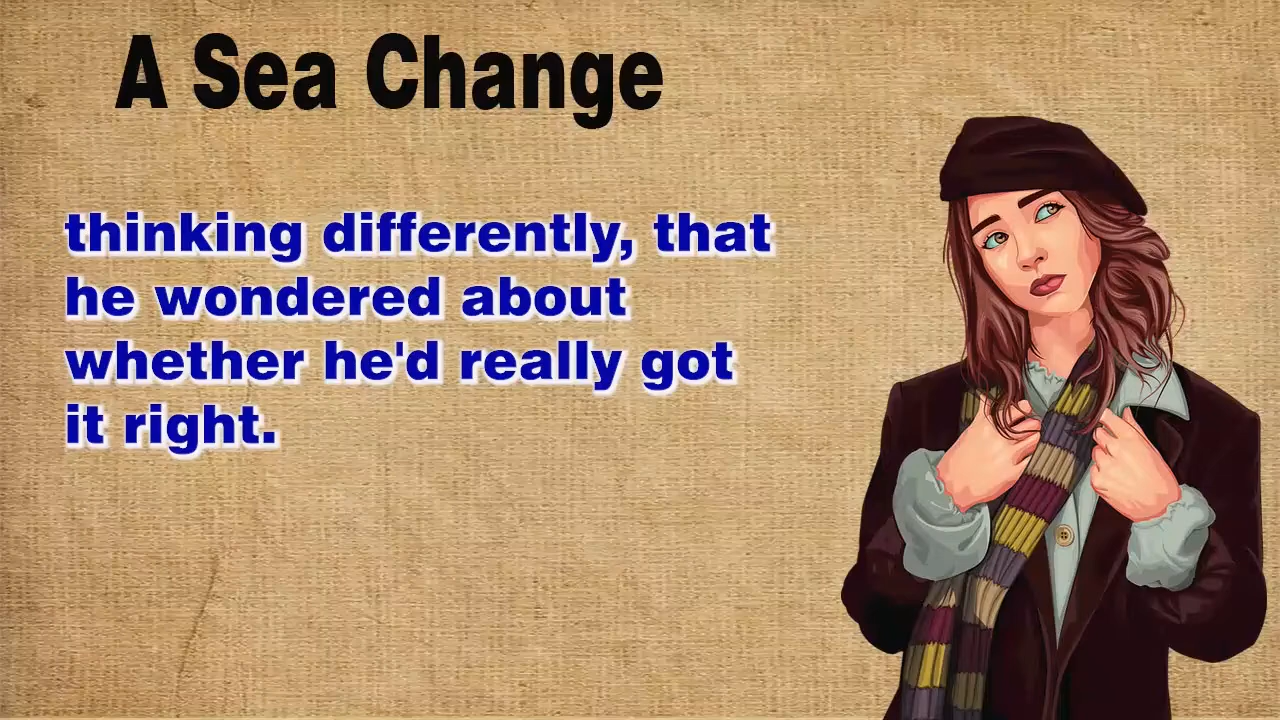 A Sea Change
thinking differently, that
he wondered about
whether he'd really got
it right.